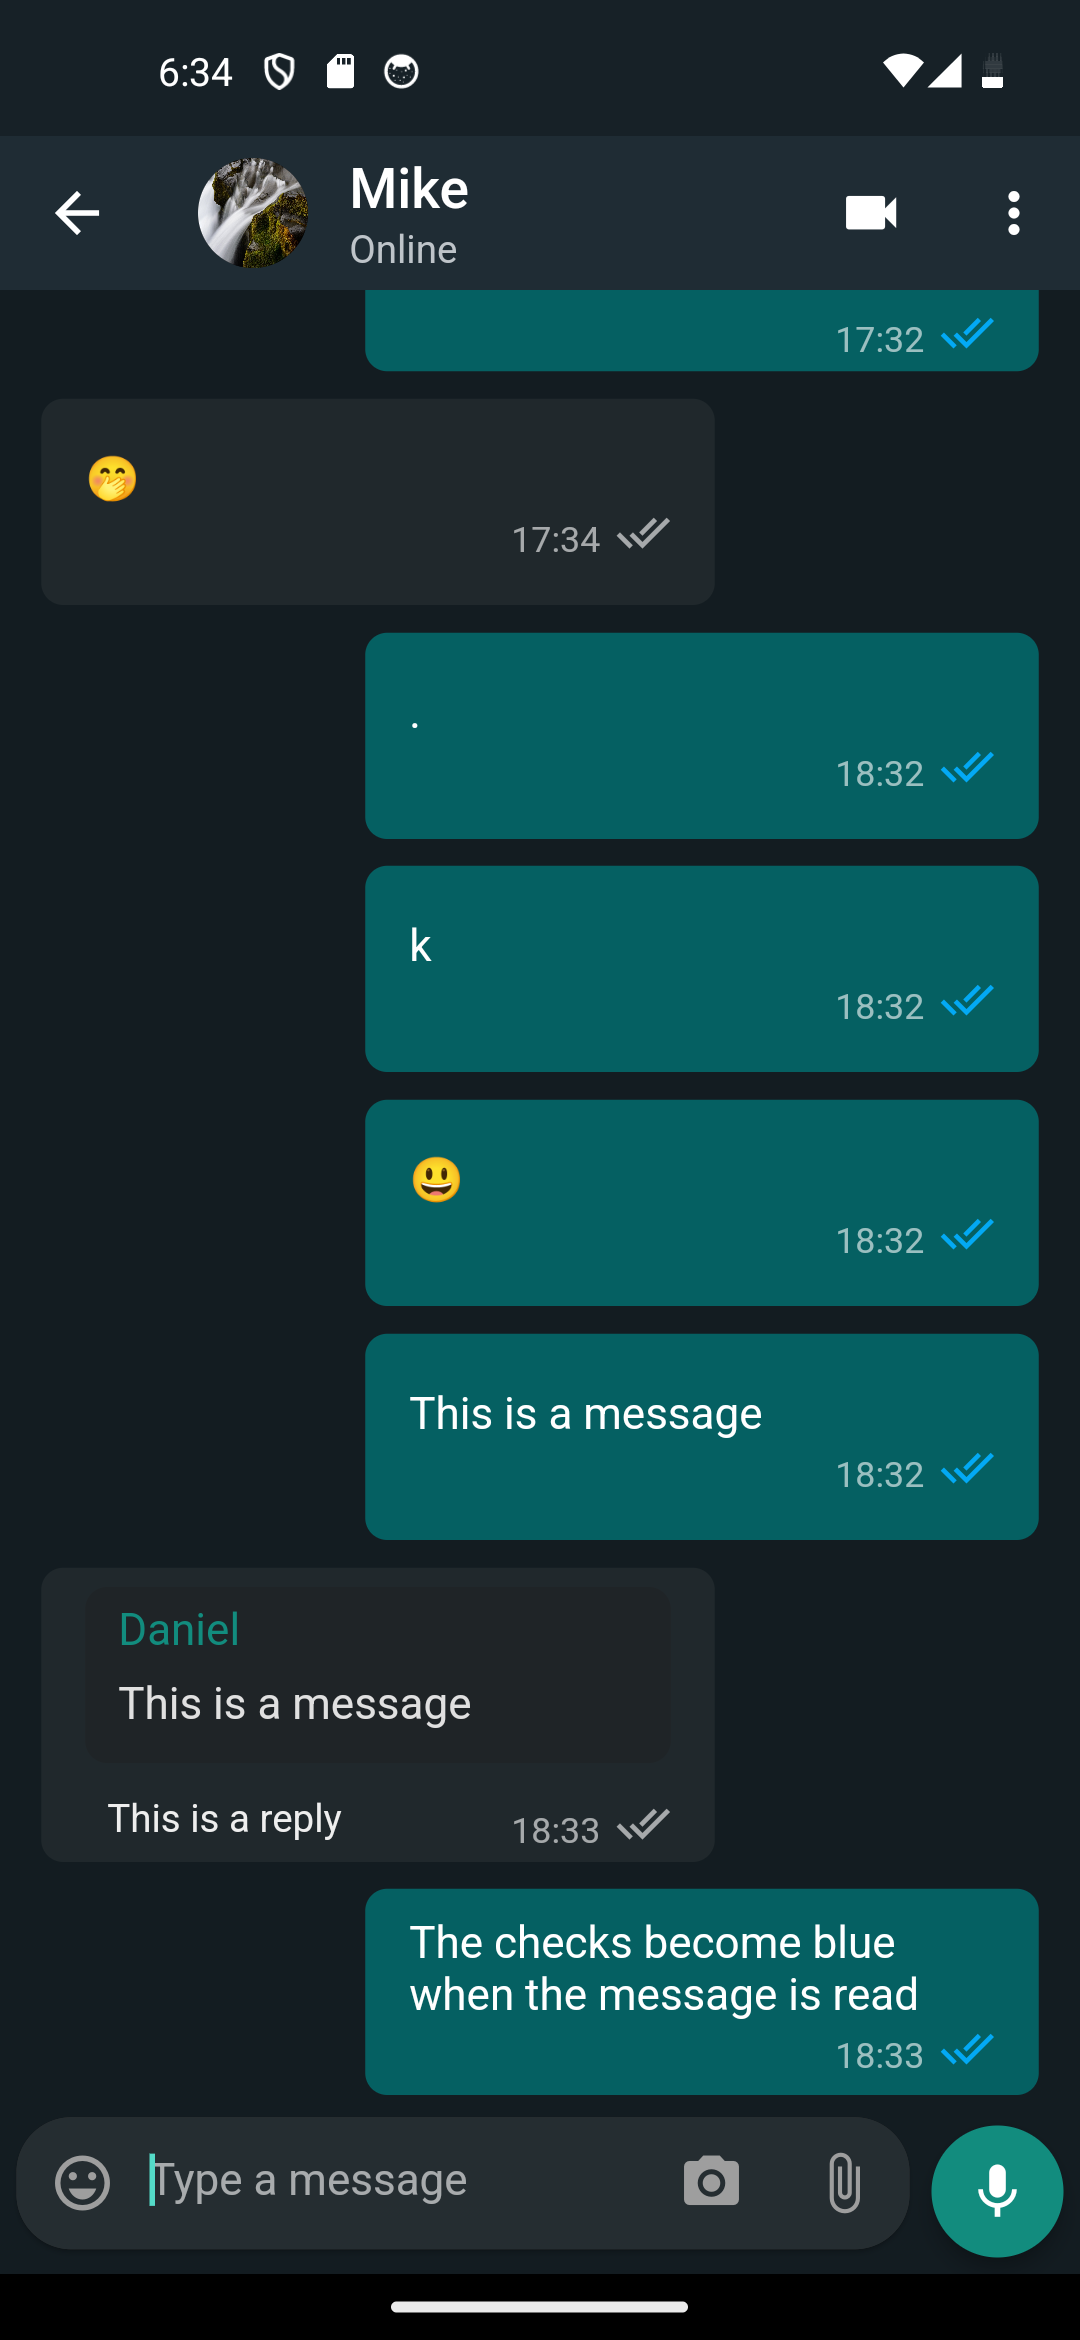 6:34
Mike
Online
17:32
🤭
17:34
.
18:32
k
18:32
😃
18:32
This is a message
18:32
Daniel
This is a message
This is a reply
18:33
The checks become blue
when the message is read
18:33
Type a message